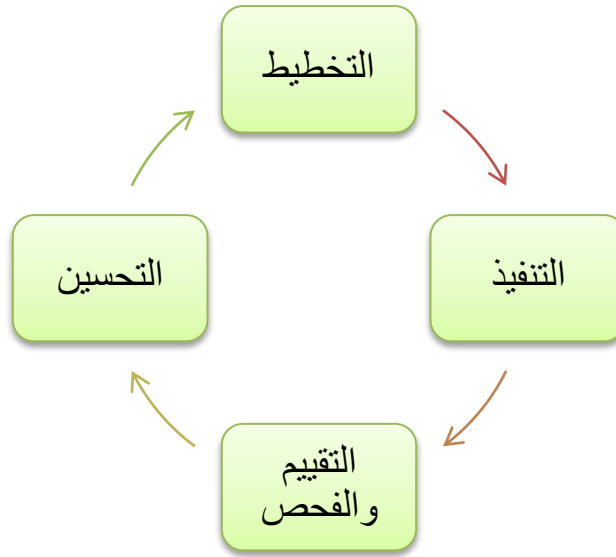 التخطيط
التنفيذ
التقييم
والفحص
التحسين